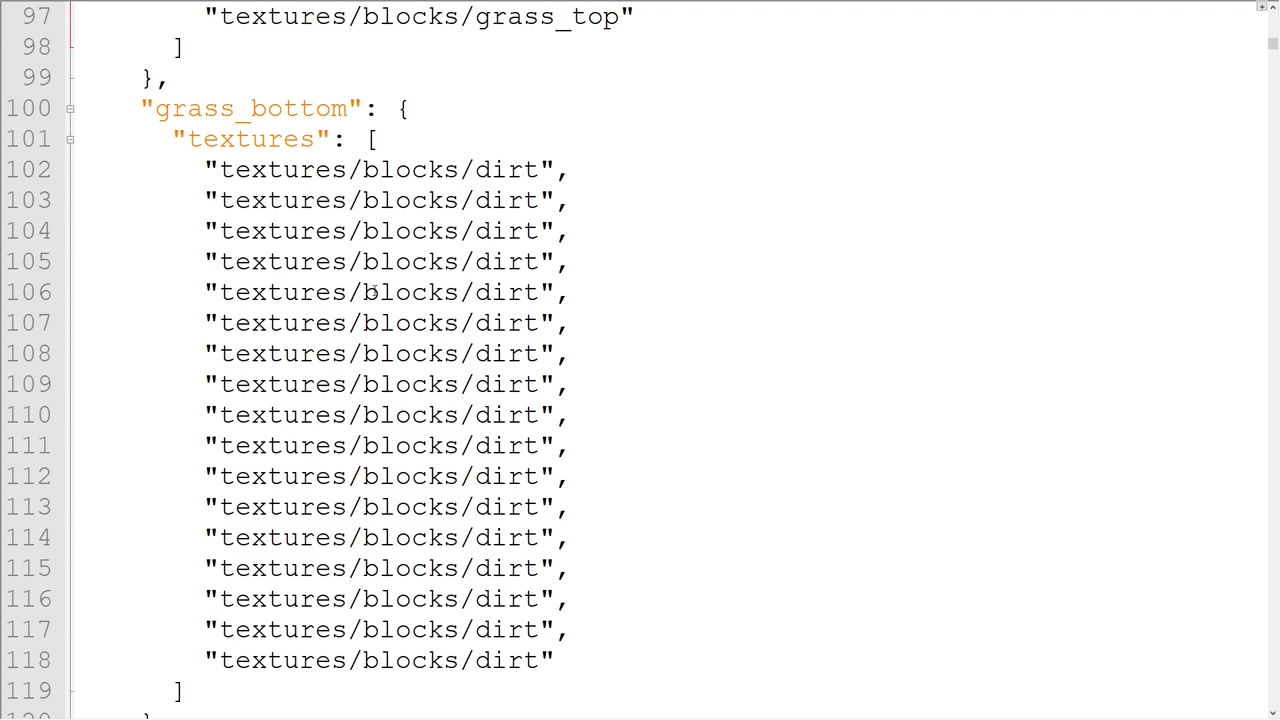 97 "textures/blocks/grass_top"
98 ]
99 },
100 "grass_bottom": {
101 "textures": [
102 "textures/blocks/dirt",
103 "textures/blocks/dirt",
104 "textures/blocks/dirt",
105 "textures/blocks/dirt",
106 "textures/blocks/dirt",
107 "textures/blocks/dirt",
108 "textures/blocks/dirt",
109 "textures/blocks/dirt",
110 "textures/blocks/dirt",
111 "textures/blocks/dirt",
112 "textures/blocks/dirt",
113 "textures/blocks/dirt",
114 "textures/blocks/dirt",
115 "textures/blocks/dirt",
116 "textures/blocks/dirt",
117 "textures/blocks/dirt",
118 "textures/blocks/dirt"
119 ]